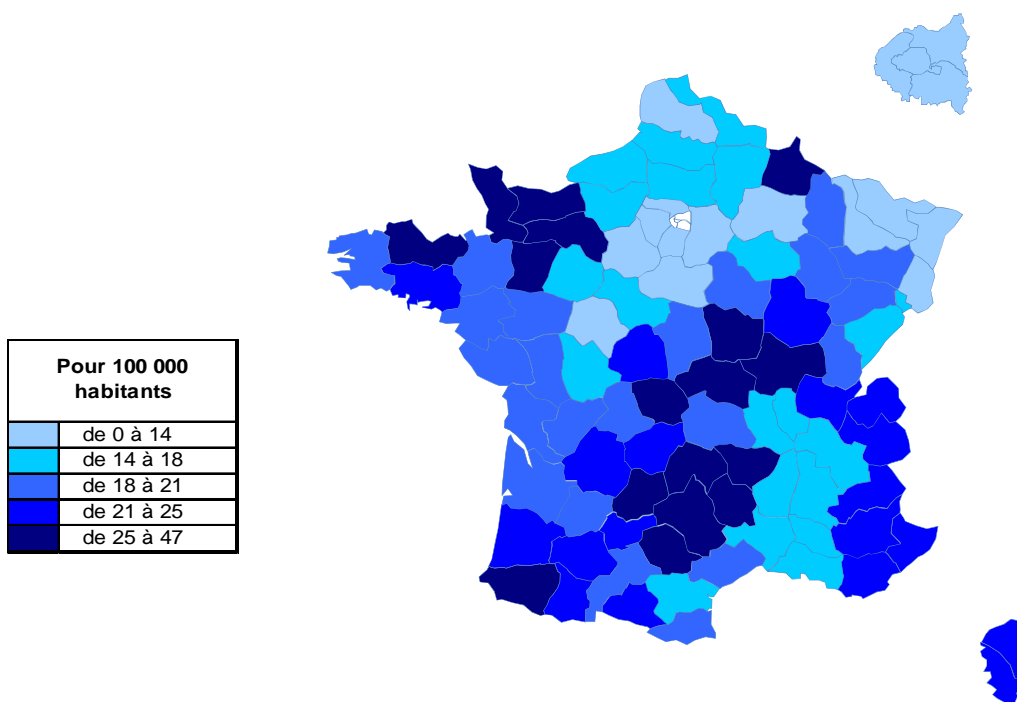 Pour 100 000
habitants
de 0 à 14
de 14 à 18
de 18 à 21
de 21 à 25
de 25 à 47